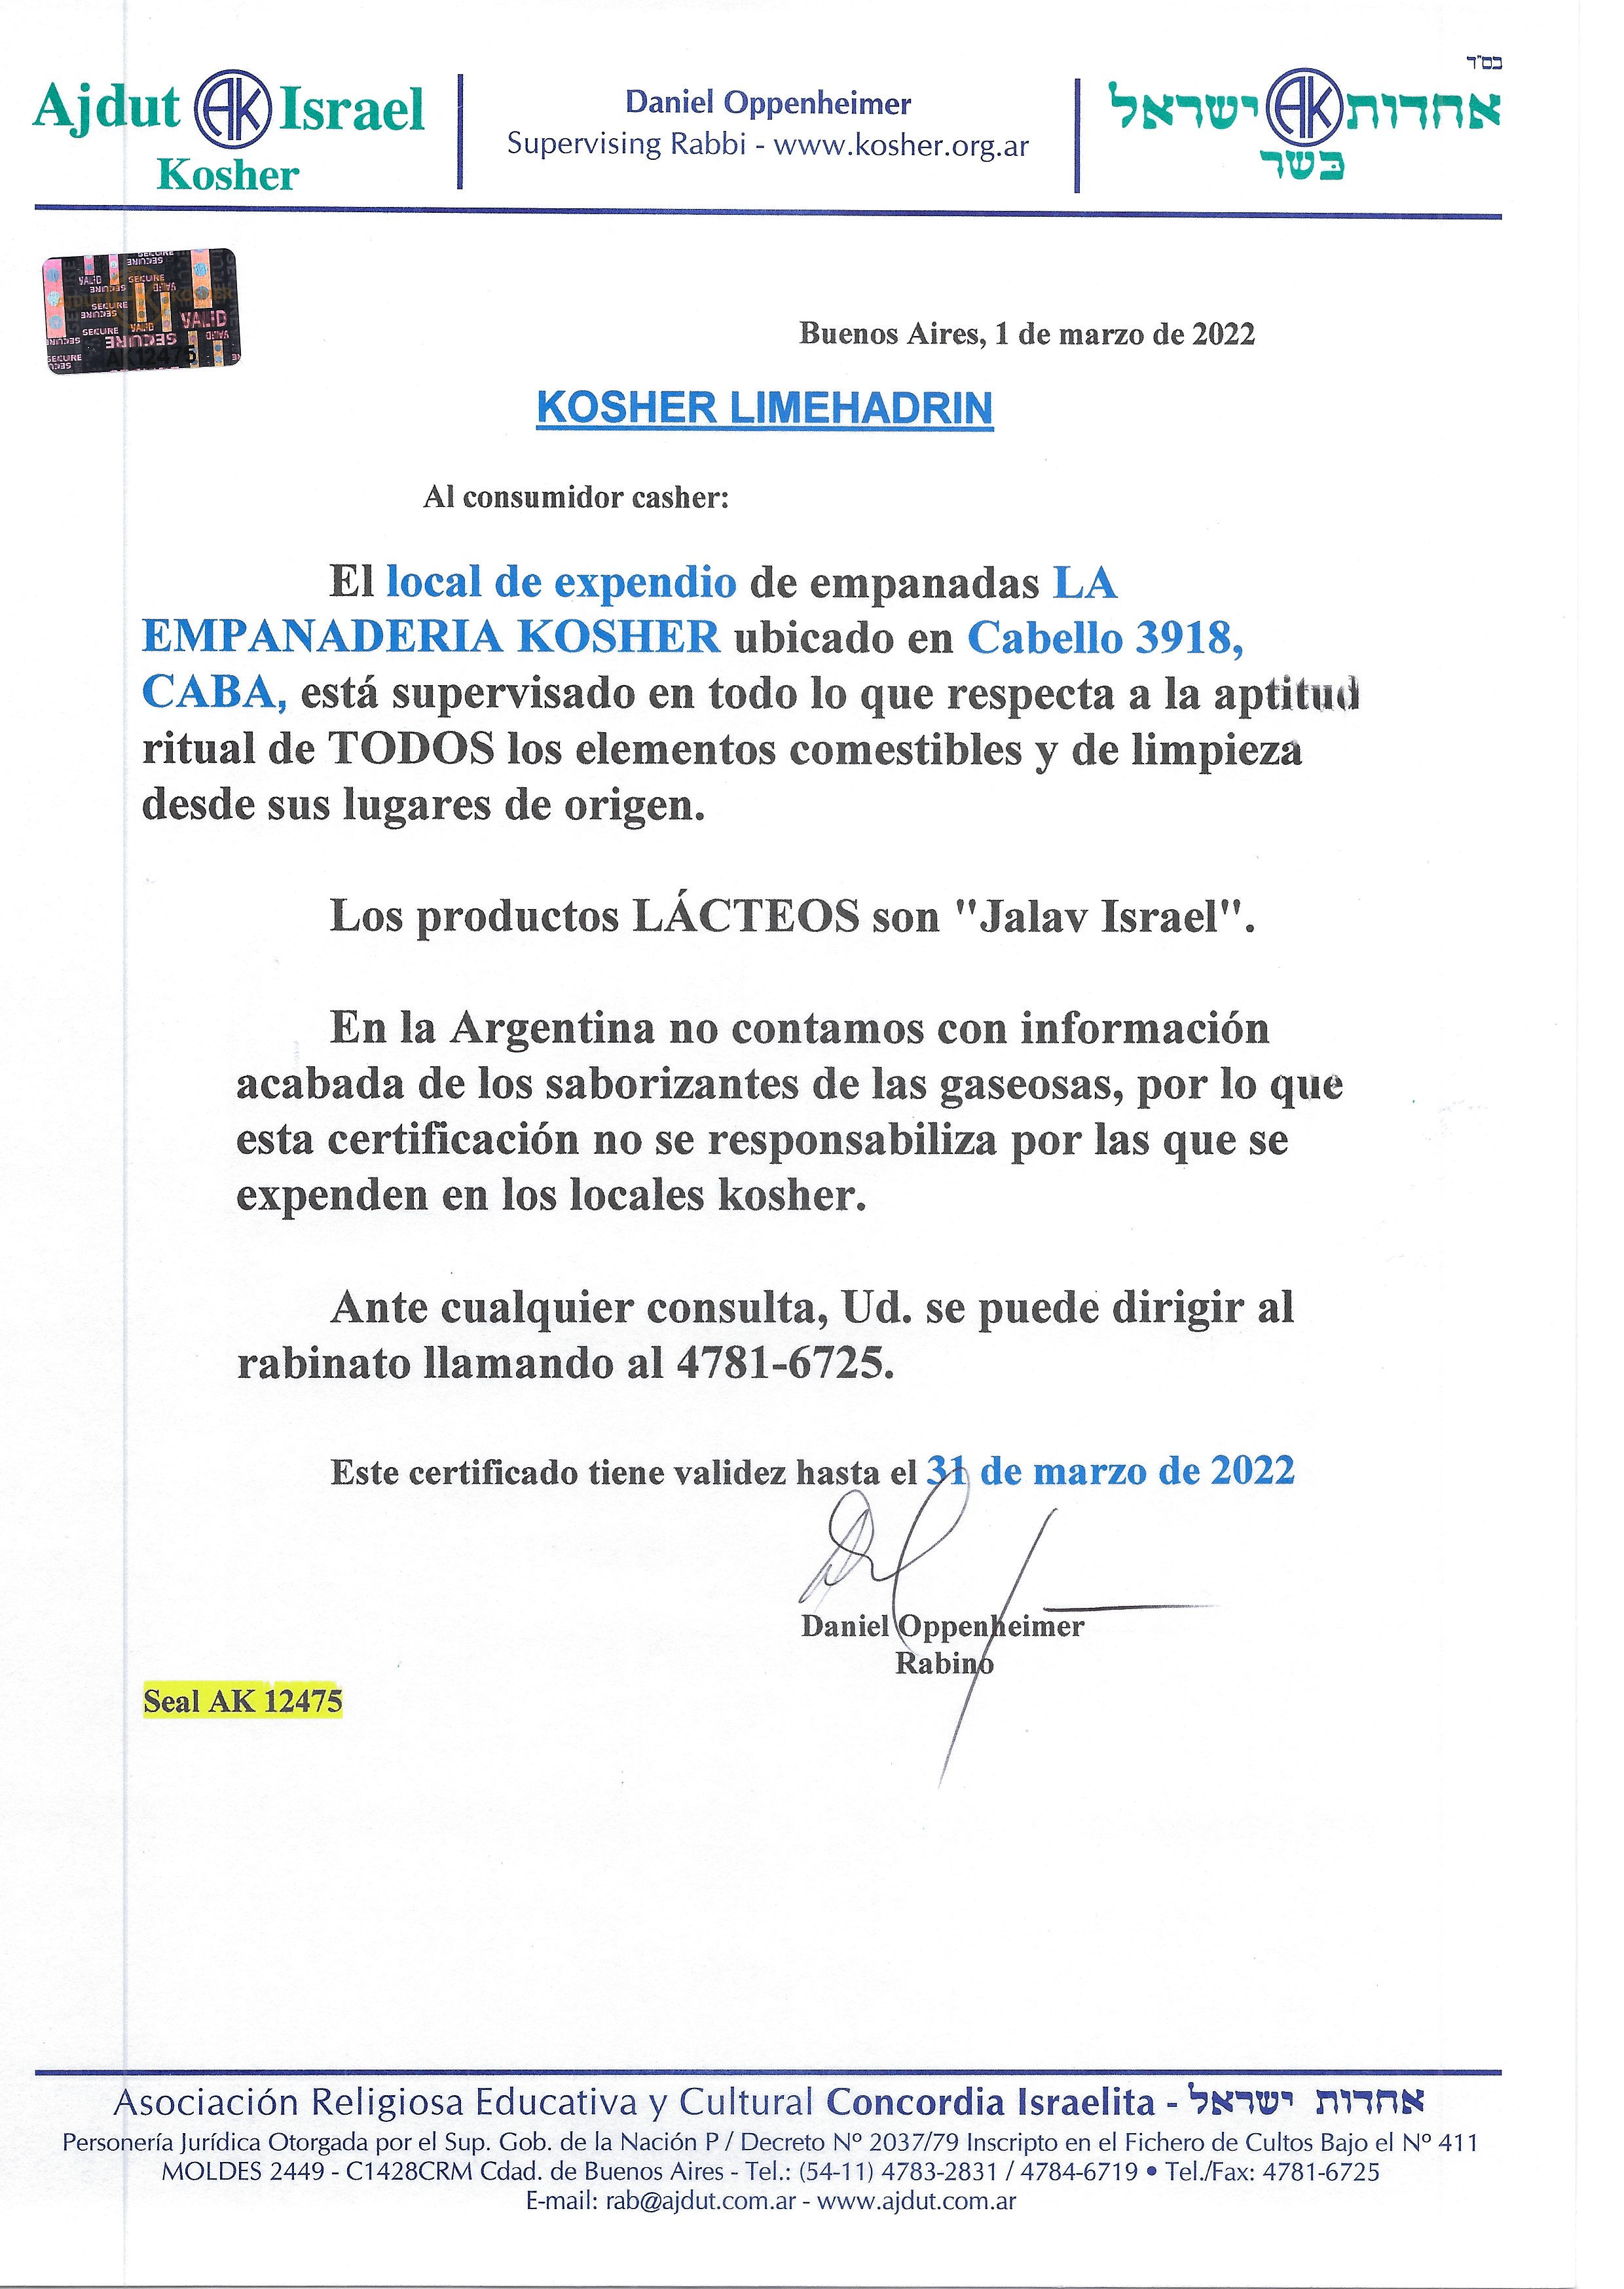 בס"ד
Ajdut AK Israel
Kosher
Daniel Oppenheimer
Supervising Rabbi - www.kosher.org.ar
אחדות AK ישראל
כשר
VALID
SECURE
AK12475
Buenos Aires, 1 de marzo de 2022
KOSHER LIMEHADRIN
Al consumidor casher:
El local de expendio de empanadas LA
EMPANADERIA KOSHER ubicado en Cabello 3918,
CABA, está supervisado en todo lo que respecta a la aptitud
ritual de TODOS los elementos comestibles y de limpieza
desde sus lugares de origen.
Los productos LÁCTEOS son "Jalav Israel".
En la Argentina no contamos con información
acabada de los saborizantes de las gaseosas, por lo que
esta certificación no se responsabiliza por las que se
expenden en los locales kosher.
Ante cualquier consulta, Ud. se puede dirigir al
rabinato llamando al 4781-6725.
Este certificado tiene validez hasta el 31 de marzo de 2022
Daniel Oppenheimer
Rabino
Seal AK 12475
Asociación Religiosa Educativa y Cultural Concordia Israelita - אחדות ישראל
Personería Jurídica Otorgada por el Sup. Gob. de la Nación P / Decreto Nº 2037/79 Inscripto en el Fichero de Cultos Bajo el Nº 411
MOLDES 2449 - C1428CRM Cdad. de Buenos Aires - Tel.: (54-11) 4783-2831 / 4784-6719 • Tel./Fax: 4781-6725
E-mail: rab@ajdut.com.ar - www.ajdut.com.ar